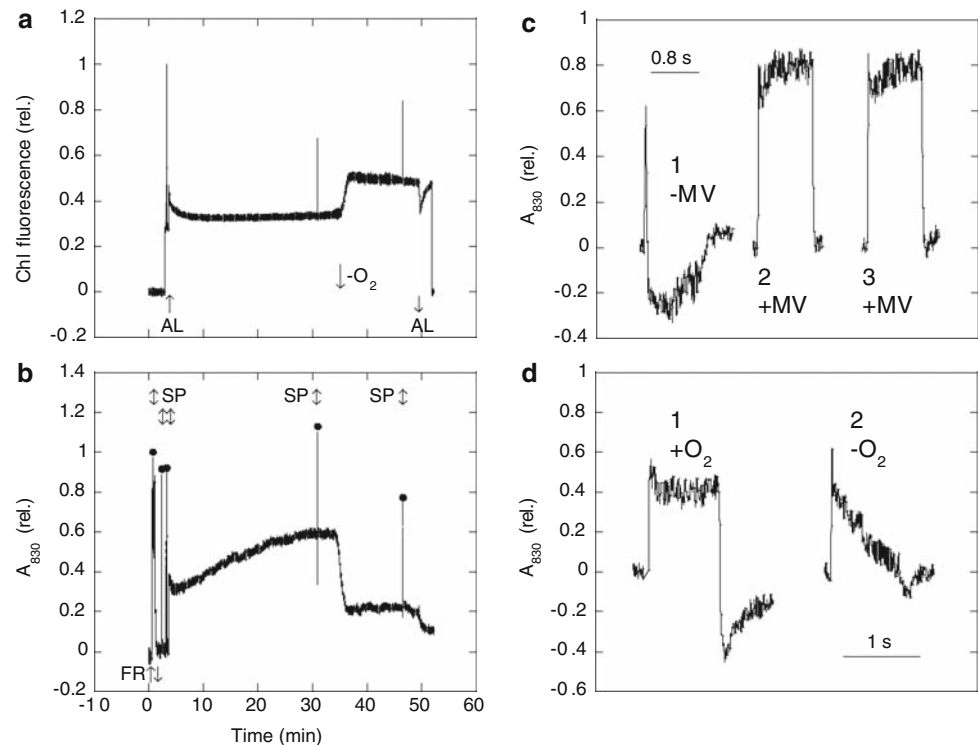 a
1.2
1
0.8
0.6
0.4
0.2
0
-0.2
Chl fluorescence (rel.)
AL
-O₂
AL
b
1.4
1.2
1
0.8
0.6
0.4
0.2
0
-0.2
A₈₃₀ (rel.)
SP
SP
SP
FR
-10 0 10 20 30 40 50 60
Time (min)
c
1
0.8
0.6
0.4
0.2
0
-0.2
-0.4
A₈₃₀ (rel.)
0.8 s
1
-MV
2
+MV
3
+MV
d
1
0.8
0.6
0.4
0.2
0
-0.2
-0.4
-0.6
A₈₃₀ (rel.)
1
+O₂
2
-O₂
1 s